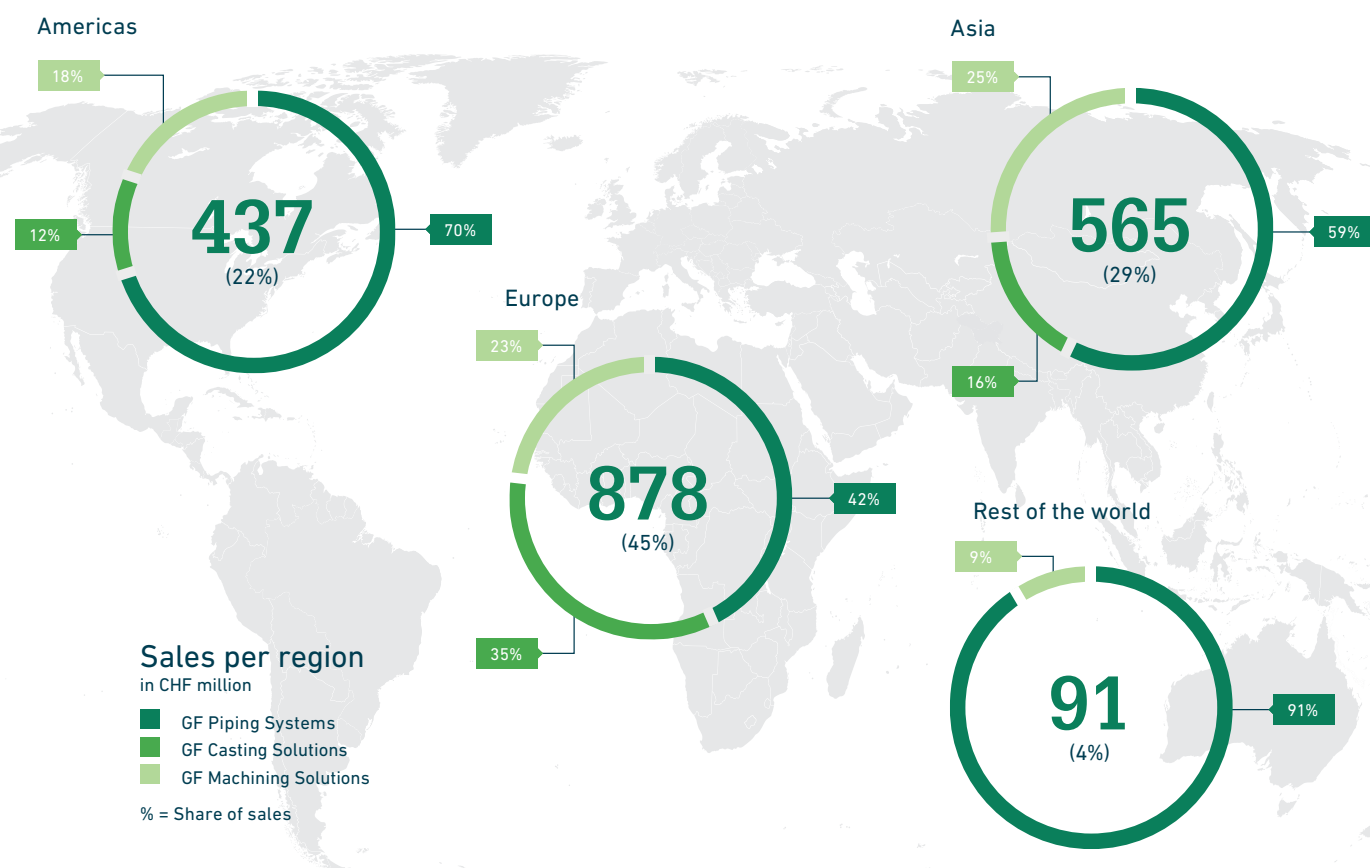 Americas
18%
12%
437
(22%)
70%
Asia
25%
16%
565
(29%)
59%
Europe
23%
35%
878
(45%)
42%
Rest of the world
9%
91
(4%)
91%
Sales per region
in CHF million
GF Piping Systems
GF Casting Solutions
GF Machining Solutions
% = Share of sales